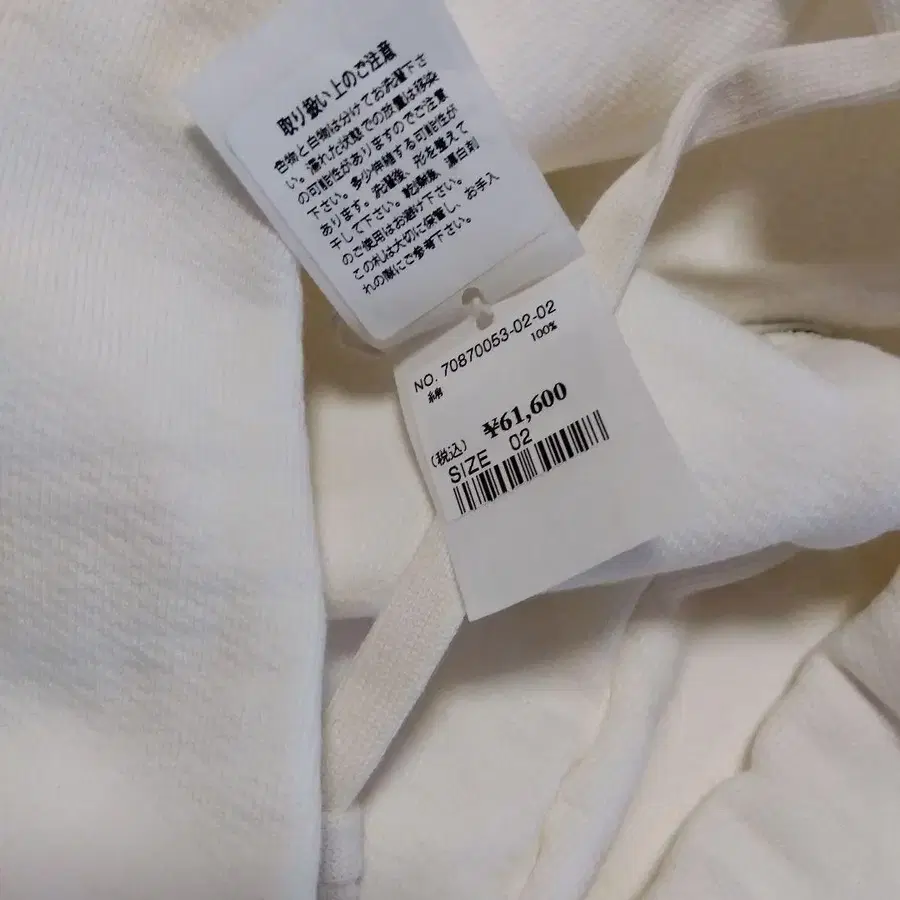 取り扱い上のご注意
色物と白物は分けてお洗濯下さ
い。濡れた状態での放置は移染
の可能性がありますのでご注意
下さい。多少伸縮する可能性が
あります。洗濯後、形を整えて
干して下さい。乾燥機、漂白剤
のご使用はお避け下さい。
この札は大切に保管し、お手入
れの際にご参考下さい。
NO. 70870053-02-02
綿 100%
(税込) ¥61,600
SIZE 02